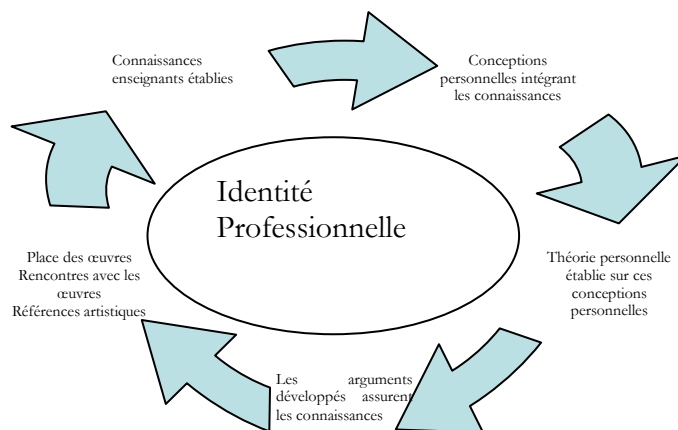 Connaissances
enseignants établies
Conceptions
personnelles intégrant
les connaissances
Identité
Professionnelle
Théorie personnelle
établie sur ces
conceptions
personnelles
Les arguments
développés assurent
les connaissances
Place des œuvres
Rencontres avec les
œuvres
Références artistiques